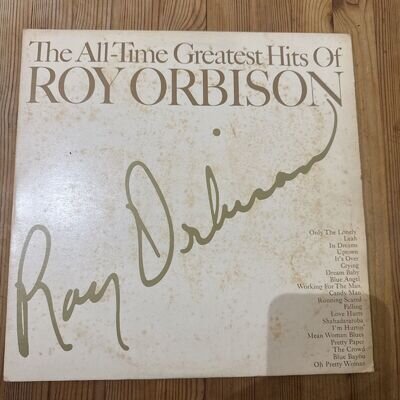 The All-Time Greatest Hits Of
ROY ORBISON
Roy Orbison
Only The Lonely
Leah
In Dreams
Uptown
It's Over
Crying
Dream Baby
Blue Angel
Working For The Man
Candy Man
Running Scared
Falling
Love Hurts
Shahadararoba
I'm Hurtin'
Mean Woman Blues
Pretty Paper
The Crowd
Blue Bayou
Oh Pretty Woman